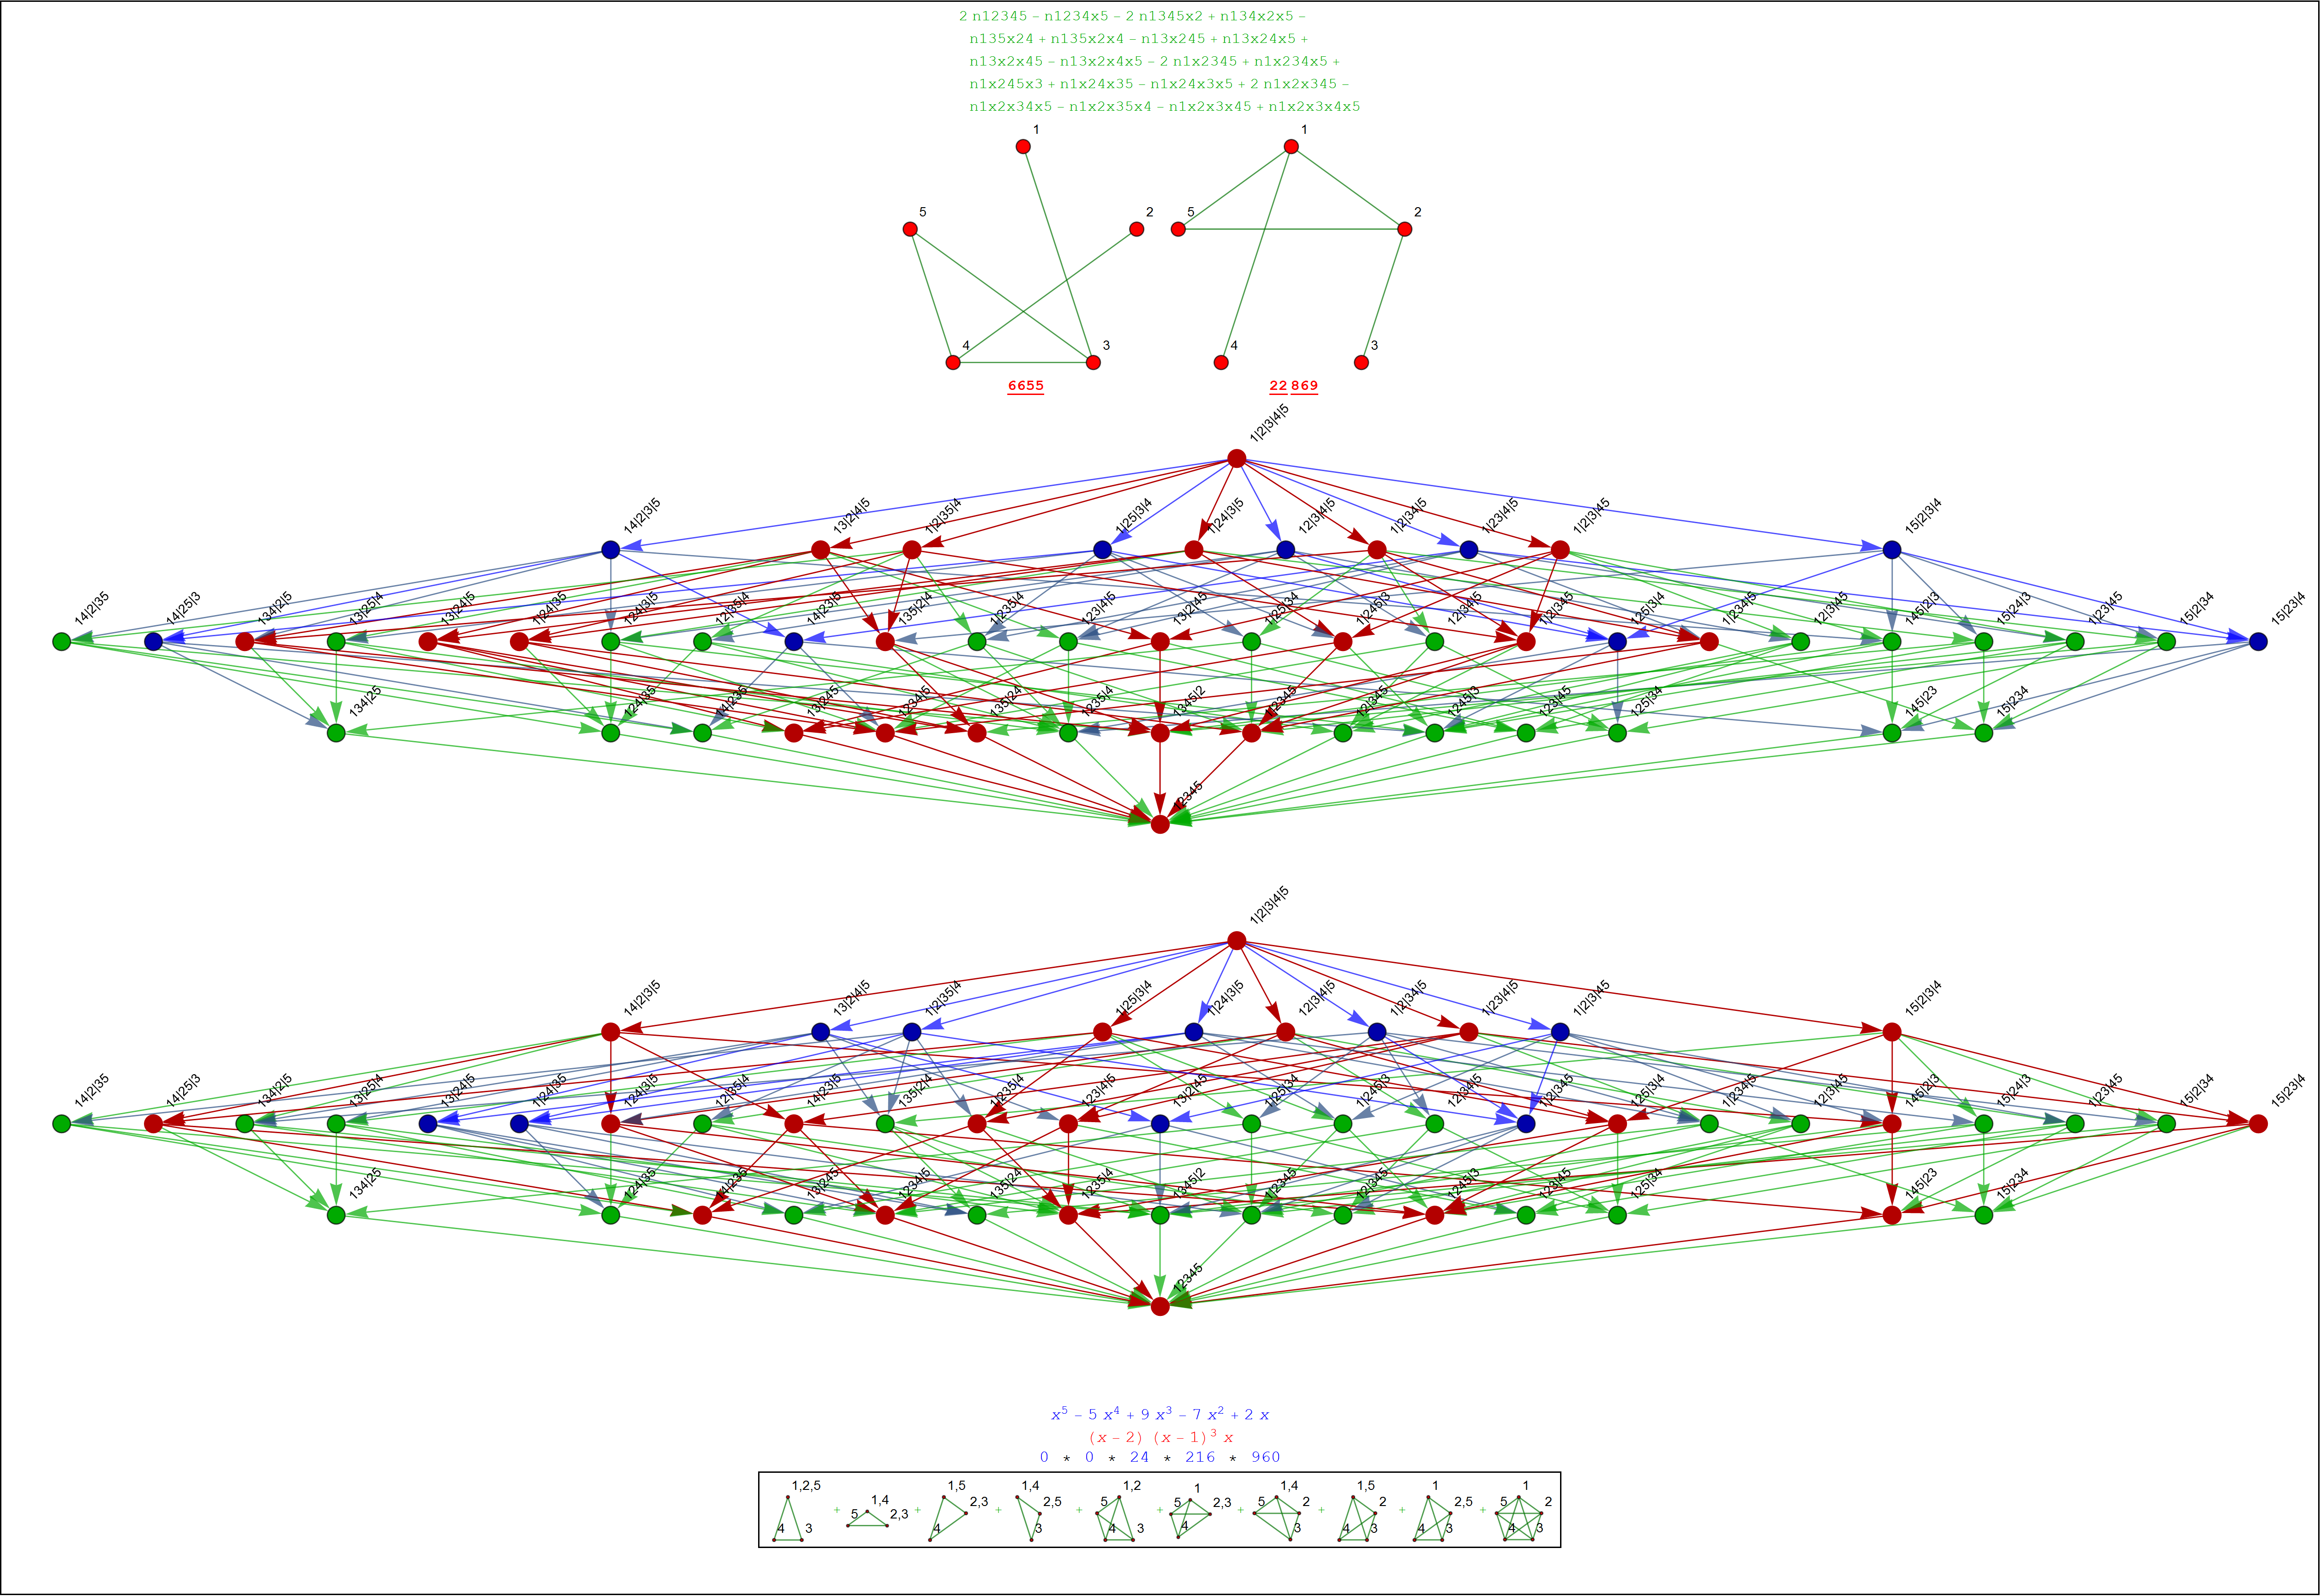 2 n12345 – n1234x5 – 2 n1345x2 + n134x2x5 –
n135x24 + n135x2x4 – n13x245 + n13x24x5 +
n13x2x45 – n13x2x4x5 – 2 n1x2345 + n1x234x5 +
n1x245x3 + n1x24x35 – n1x24x3x5 + 2 n1x2x345 –
n1x2x34x5 – n1x2x35x4 – n1x2x3x45 + n1x2x3x4x5
1 1
5 2 5 2
4 3 4 3
6655 22 869
1|2|3|4|5
14|2|3|5 13|2|4|5 1|2|35|4 1|25|3|4 1|24|3|5 12|3|4|5 1|2|34|5 1|23|4|5 1|2|3|45 15|2|3|4
14|2|35 14|25|3 134|2|5 13|25|4 13|24|5 1|24|35 124|3|5 12|35|4 14|23|5 135|2|4 1|235|4 123|4|5 13|2|45 1|25|34 1|245|3 12|34|5 1|2|345 125|3|4 1|234|5 12|3|45 145|2|3 15|24|3 1|23|45 15|2|34 15|23|4
134|25 124|35 14|235 13|245 1234|5 135|24 1235|4 1345|2 1|2345 12|345 1245|3 123|45 125|34 145|23 15|234
12345
1|2|3|4|5
14|2|3|5 13|2|4|5 1|2|35|4 1|25|3|4 1|24|3|5 12|3|4|5 1|2|34|5 1|23|4|5 1|2|3|45 15|2|3|4
14|2|35 14|25|3 134|2|5 13|25|4 13|24|5 1|24|35 124|3|5 12|35|4 14|23|5 135|2|4 1|235|4 123|4|5 13|2|45 1|25|34 1|245|3 12|34|5 1|2|345 125|3|4 1|234|5 12|3|45 145|2|3 15|24|3 1|23|45 15|2|34 15|23|4
134|25 124|35 14|235 13|245 1234|5 135|24 1235|4 1345|2 1|2345 12|345 1245|3 123|45 125|34 145|23 15|234
12345
x⁵ – 5 x⁴ + 9 x³ – 7 x² + 2 x
(x – 2) (x – 1)³ x
0 * 0 * 24 * 216 * 960
1,2,5 4 3 + 1,4 5 2,3 + 1,5 2,3 4 + 1,4 2,5 3 + 1,2 5 4 3 + 1 5 2,3 4 + 1,4 5 2 3 + 1,5 2 4 3 + 1 2,5 4 3 + 1 5 2 4 3